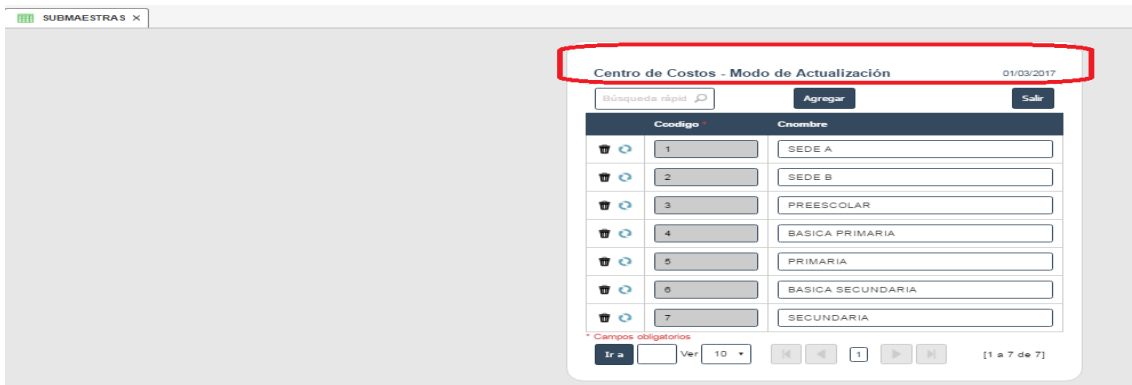 SUBMAESTRAS ×
Centro de Costos - Modo de Actualización 01/03/2017
Búsqueda rápid Agregar Salir
Ccodigo * Cnombre
1 SEDE A
2 SEDE B
3 PREESCOLAR
4 BASICA PRIMARIA
5 PRIMARIA
6 BASICA SECUNDARIA
7 SECUNDARIA
* Campos obligatorios
Ir a Ver 10 1 [1 a 7 de 7]